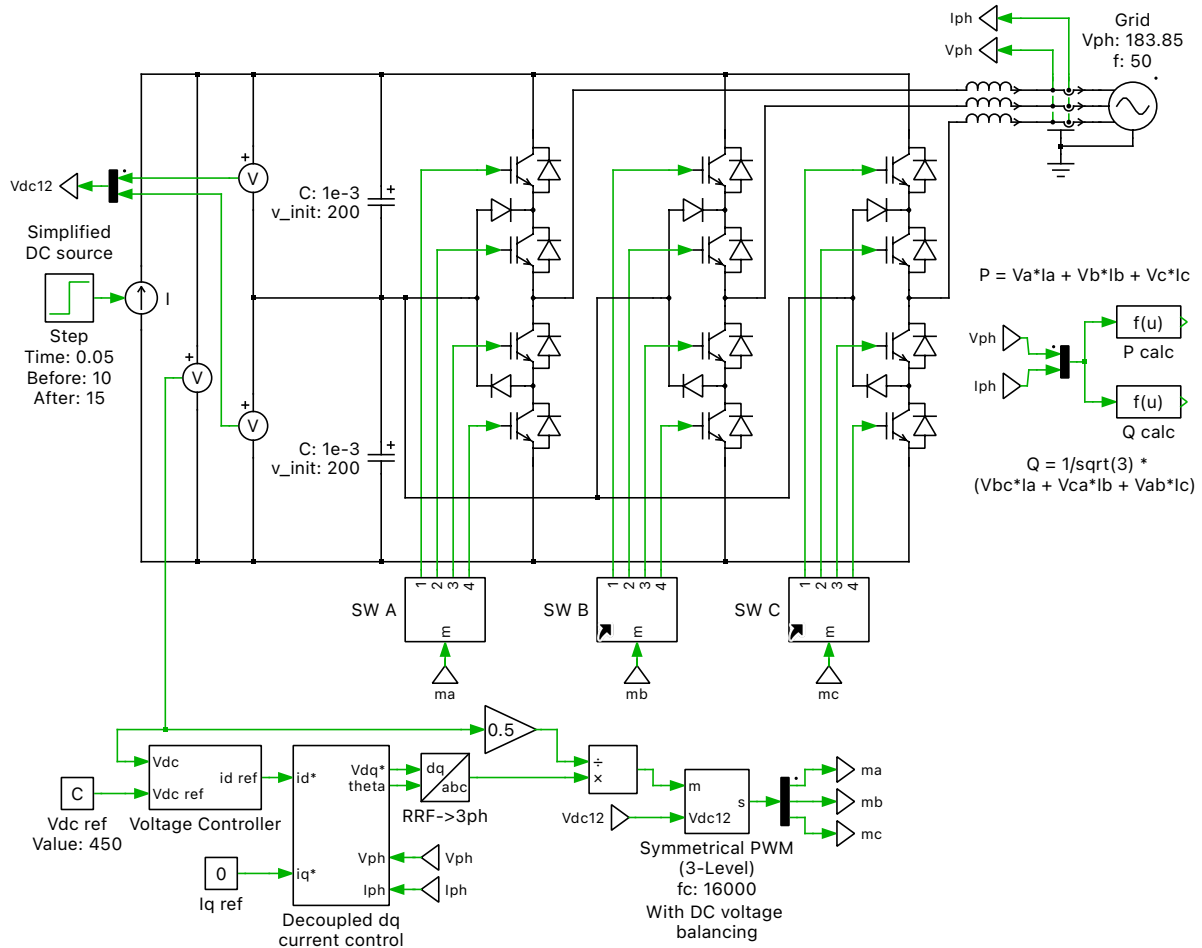 Iph
Vph
Grid
Vph: 183.85
f: 50
V
Vdc12
C: 1e-3
v_init: 200
Simplified
DC source
I
Step
Time: 0.05
Before: 10
After: 15
V
V
C: 1e-3
v_init: 200
P = Va*Ia + Vb*Ib + Vc*Ic
Vph
Iph
f(u)
P calc
f(u)
Q calc
Q = 1/sqrt(3) *
(Vbc*Ia + Vca*Ib + Vab*Ic)
SW A
1 2 3 4
m
ma
SW B
1 2 3 4
m
mb
SW C
1 2 3 4
m
mc
0.5
Vdc
Vdc ref
id ref
Voltage Controller
C
Vdc ref
Value: 450
0
Iq ref
id*
iq*
Vdq*
theta
Vph
Iph
Decoupled dq
current control
dq
abc
RRF->3ph
Vph
Iph
÷
×
Vdc12
m
Vdc12
s
Symmetrical PWM
(3-Level)
fc: 16000
With DC voltage
balancing
ma
mb
mc